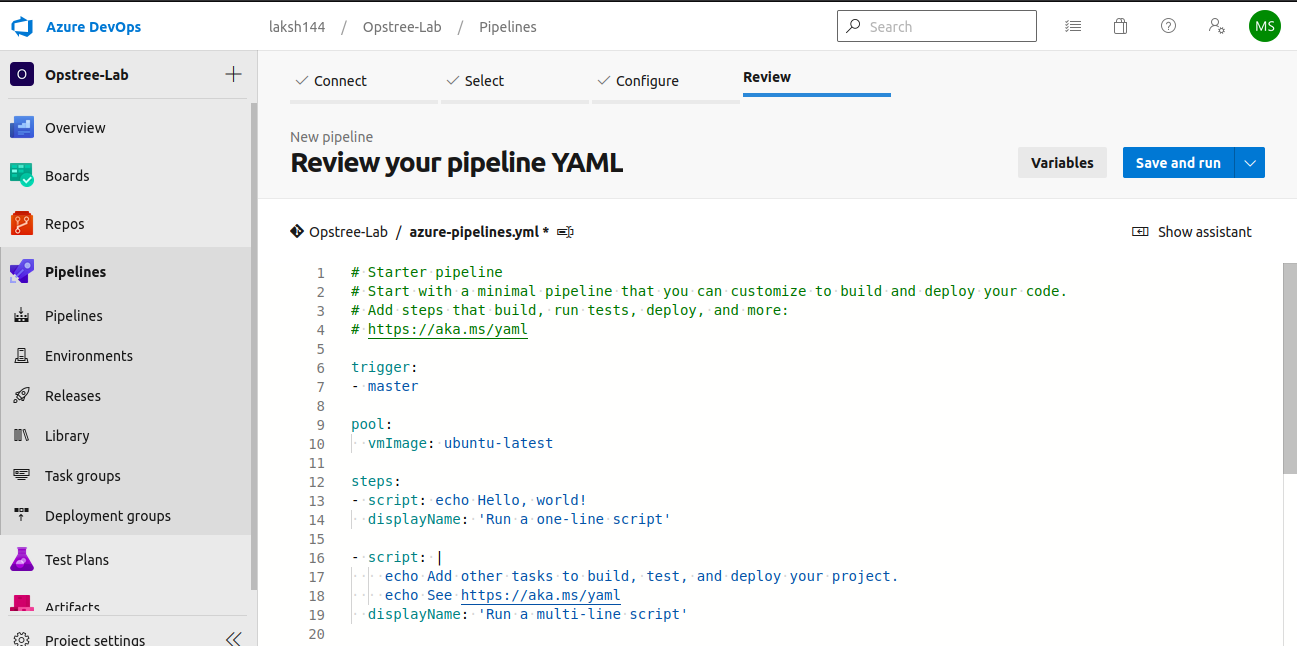 Azure DevOps
laksh144 / Opstree-Lab / Pipelines
Search
MS
O Opstree-Lab
Overview
Boards
Repos
Pipelines
Pipelines
Environments
Releases
Library
Task groups
Deployment groups
Test Plans
Artifacts
Project settings
Connect
Select
Configure
Review
New pipeline
Review your pipeline YAML
Variables
Save and run
Opstree-Lab / azure-pipelines.yml *
Show assistant
1 # Starter pipeline
2 # Start with a minimal pipeline that you can customize to build and deploy your code.
3 # Add steps that build, run tests, deploy, and more:
4 # https://aka.ms/yaml
5
6 trigger:
7 - master
8
9 pool:
10   vmImage: ubuntu-latest
11
12 steps:
13 - script: echo Hello, world!
14   displayName: 'Run a one-line script'
15
16 - script: |
17     echo Add other tasks to build, test, and deploy your project.
18     echo See https://aka.ms/yaml
19   displayName: 'Run a multi-line script'
20